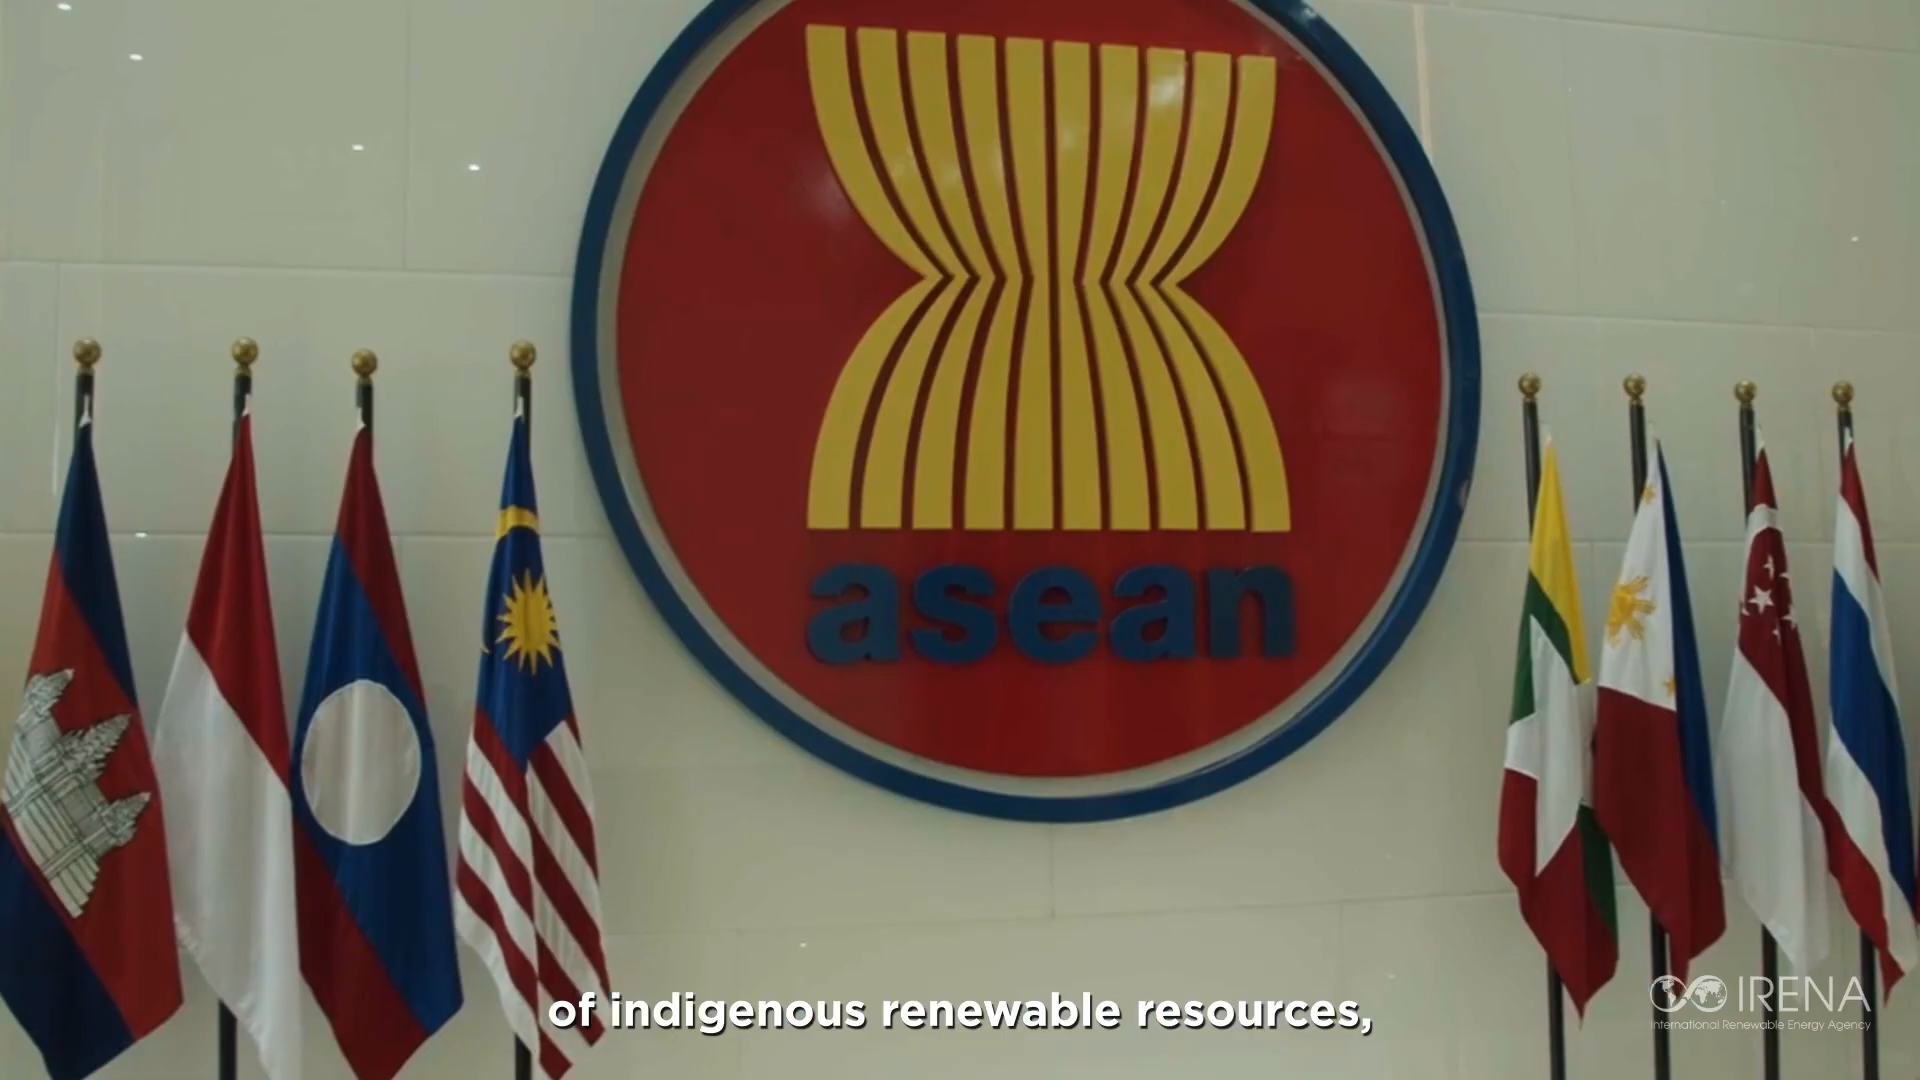 asean
of indigenous renewable resources,
IRENA
International Renewable Energy Agency